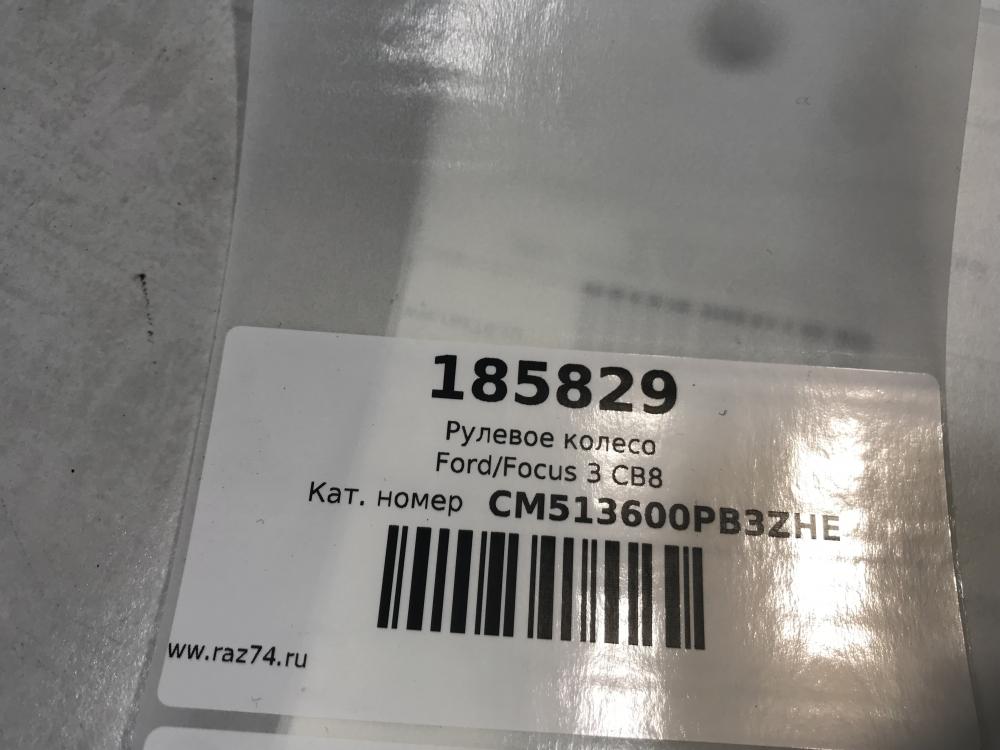 185829
Рулевое колесо
Ford/Focus 3 CB8
Кат. номер CM513600PB3ZHE
www.raz74.ru